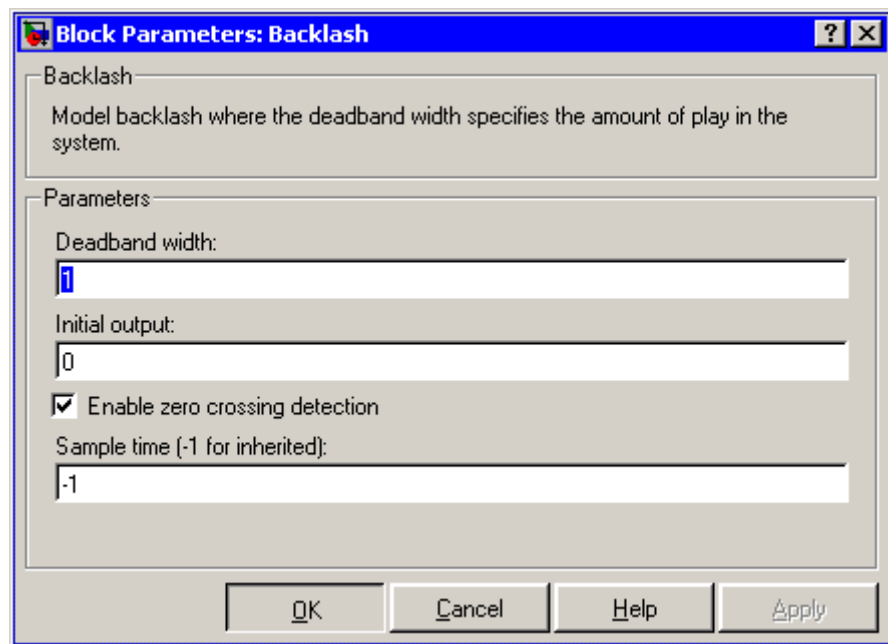 Block Parameters: Backlash
Backlash
Model backlash where the deadband width specifies the amount of play in the
system.
Parameters
Deadband width:
1
Initial output:
0
Enable zero crossing detection
Sample time (-1 for inherited):
-1
OK Cancel Help Apply